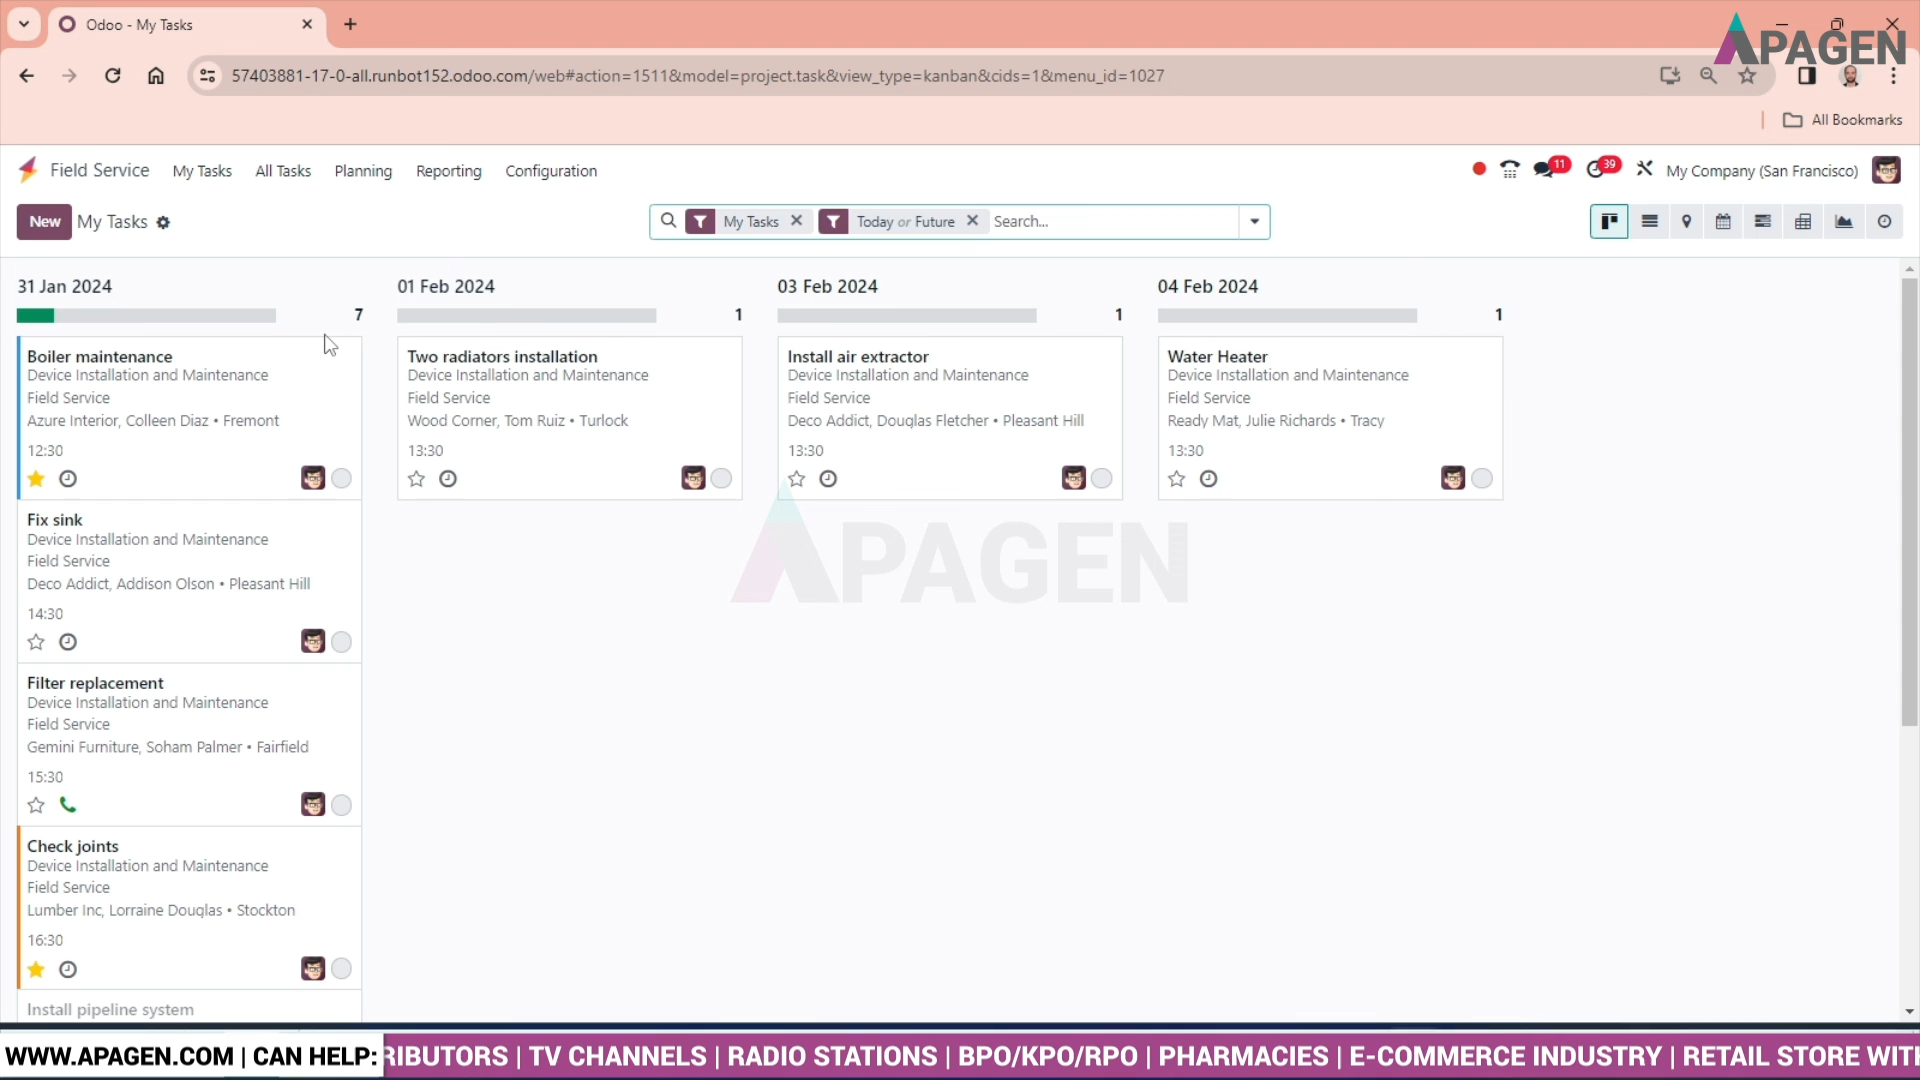 Odoo - My Tasks
APAGEN
57403881-17-0-all.runbot152.odoo.com/web#action=1511&model=project.task&view_type=kanban&cids=1&menu_id=1027
All Bookmarks
Field Service My Tasks All Tasks Planning Reporting Configuration 11 39 My Company (San Francisco)
New My Tasks My Tasks Today or Future Search...
31 Jan 2024
7
Boiler maintenance
Device Installation and Maintenance
Field Service
Azure Interior, Colleen Diaz • Fremont
12:30
Fix sink
Device Installation and Maintenance
Field Service
Deco Addict, Addison Olson • Pleasant Hill
14:30
Filter replacement
Device Installation and Maintenance
Field Service
Gemini Furniture, Soham Palmer • Fairfield
15:30
Check joints
Device Installation and Maintenance
Field Service
Lumber Inc, Lorraine Douglas • Stockton
16:30
Install pipeline system
01 Feb 2024
1
Two radiators installation
Device Installation and Maintenance
Field Service
Wood Corner, Tom Ruiz • Turlock
13:30
03 Feb 2024
1
Install air extractor
Device Installation and Maintenance
Field Service
Deco Addict, Douglas Fletcher • Pleasant Hill
13:30
04 Feb 2024
1
Water Heater
Device Installation and Maintenance
Field Service
Ready Mat, Julie Richards • Tracy
13:30
APAGEN
WWW.APAGEN.COM | CAN HELP: RIBUTORS | TV CHANNELS | RADIO STATIONS | BPO/KPO/RPO | PHARMACIES | E-COMMERCE INDUSTRY | RETAIL STORE WIT